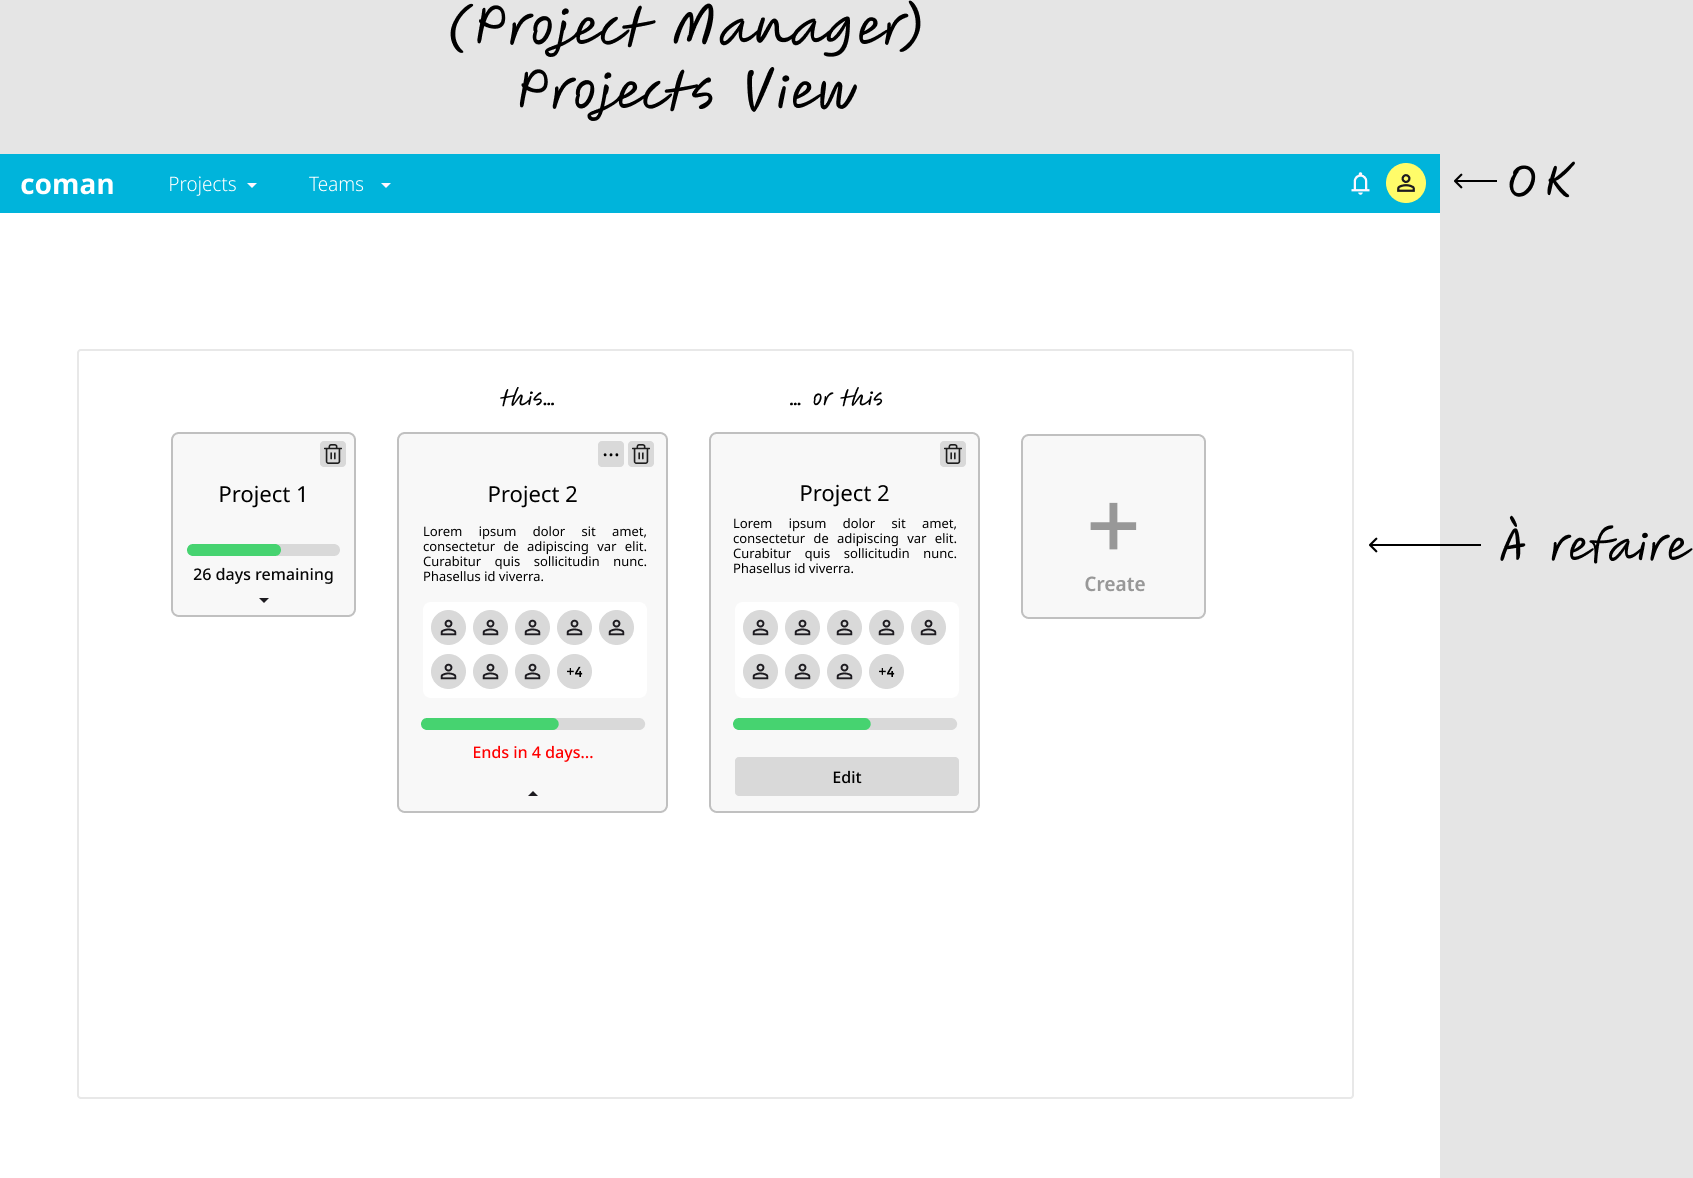 (Project Manager)
Projects View
coman Projects Teams
← OK
this...
... or this
Project 1
26 days remaining
Project 2
Lorem ipsum dolor sit amet,
consectetur de adipiscing var elit.
Curabitur quis sollicitudin nunc.
Phasellus id viverra.
+4
Ends in 4 days...
Project 2
Lorem ipsum dolor sit amet,
consectetur de adipiscing var elit.
Curabitur quis sollicitudin nunc.
Phasellus id viverra.
+4
Edit
Create
← À refaire